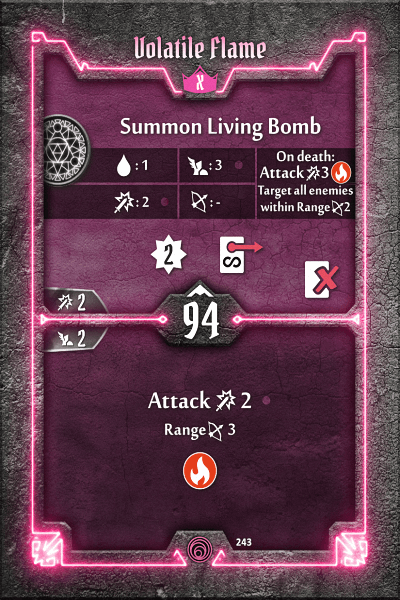 Volatile Flame
א
Summon Living Bomb
: 1
: 3
On death:
Attack 3
: 2
: -
Target all enemies
within Range 2
2
2
2
94
Attack 2
Range 3
243